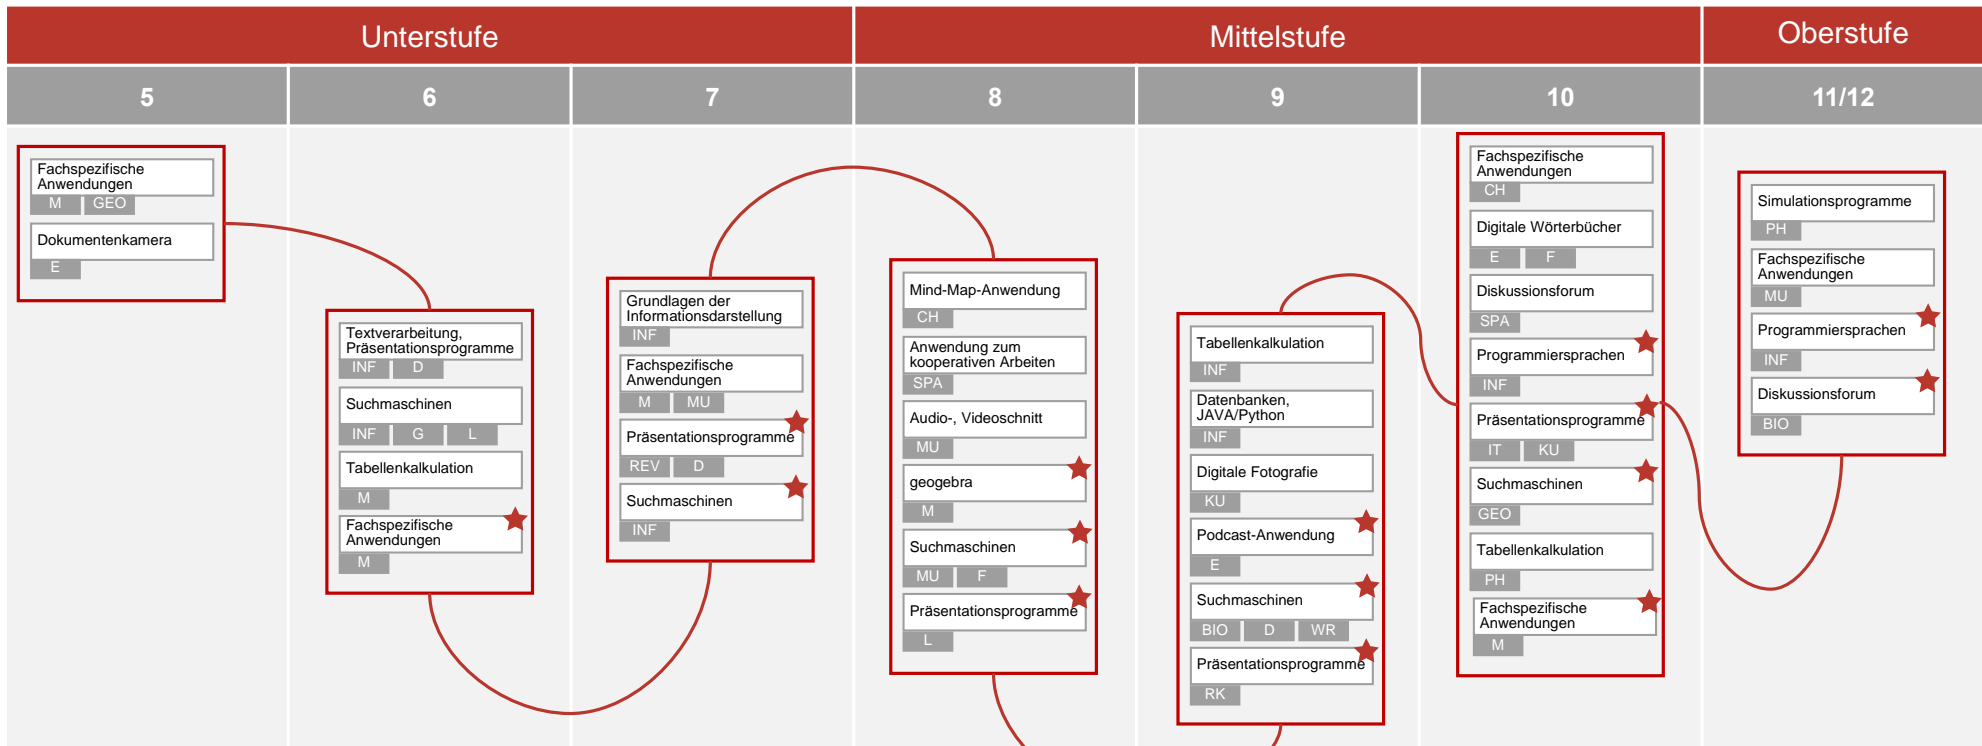 Unterstufe
Mittelstufe
Oberstufe
5
6
7
8
9
10
11/12
Fachspezifische
Anwendungen
M GEO
Dokumentenkamera
E
Textverarbeitung,
Präsentationsprogramme
INF D
Suchmaschinen
INF G L
Tabellenkalkulation
M
Fachspezifische
Anwendungen
M
Grundlagen der
Informationsdarstellung
INF
Fachspezifische
Anwendungen
M MU
Präsentationsprogramme
REV D
Suchmaschinen
INF
Mind-Map-Anwendung
CH
Anwendung zum
kooperativen Arbeiten
SPA
Audio-, Videoschnitt
MU
geogebra
M
Suchmaschinen
MU F
Präsentationsprogramme
L
Tabellenkalkulation
INF
Datenbanken,
JAVA/Python
INF
Digitale Fotografie
KU
Podcast-Anwendung
E
Suchmaschinen
BIO D WR
Präsentationsprogramme
RK
Fachspezifische
Anwendungen
CH
Digitale Wörterbücher
E F
Diskussionsforum
SPA
Programmiersprachen
INF
Präsentationsprogramme
IT KU
Suchmaschinen
GEO
Tabellenkalkulation
PH
Fachspezifische
Anwendungen
M
Simulationsprogramme
PH
Fachspezifische
Anwendungen
MU
Programmiersprachen
INF
Diskussionsforum
BIO